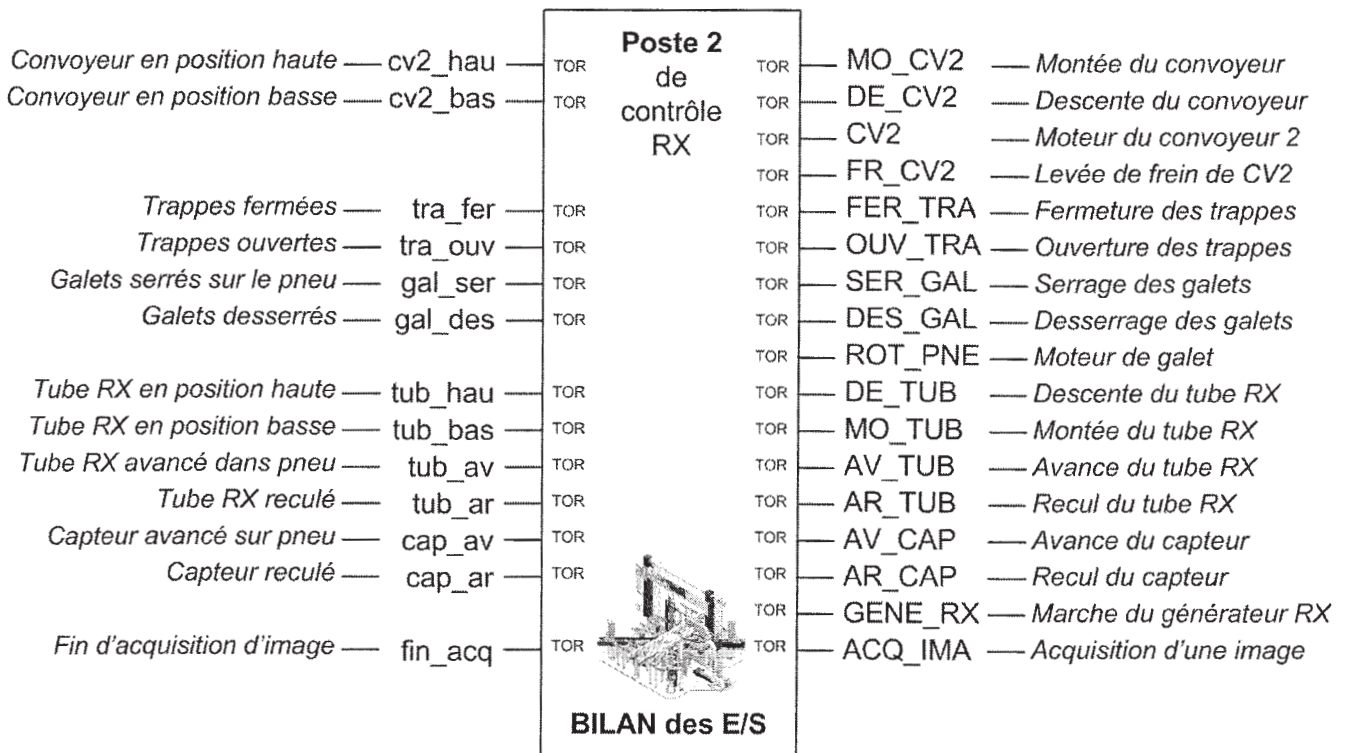 Poste 2
de
contrôle
RX
Convoyeur en position haute cv2_hau TOR TOR MO_CV2 Montée du convoyeur
Convoyeur en position basse cv2_bas TOR TOR DE_CV2 Descente du convoyeur
TOR CV2 Moteur du convoyeur 2
TOR FR_CV2 Levée de frein de CV2
Trappes fermées tra_fer TOR TOR FER_TRA Fermeture des trappes
Trappes ouvertes tra_ouv TOR TOR OUV_TRA Ouverture des trappes
Galets serrés sur le pneu gal_ser TOR TOR SER_GAL Serrage des galets
Galets desserrés gal_des TOR TOR DES_GAL Desserrage des galets
TOR ROT_PNE Moteur de galet
Tube RX en position haute tub_hau TOR TOR DE_TUB Descente du tube RX
Tube RX en position basse tub_bas TOR TOR MO_TUB Montée du tube RX
Tube RX avancé dans pneu tub_av TOR TOR AV_TUB Avance du tube RX
Tube RX reculé tub_ar TOR TOR AR_TUB Recul du tube RX
Capteur avancé sur pneu cap_av TOR TOR AV_CAP Avance du capteur
Capteur reculé cap_ar TOR TOR AR_CAP Recul du capteur
TOR GENE_RX Marche du générateur RX
Fin d'acquisition d'image fin_acq TOR TOR ACQ_IMA Acquisition d'une image
BILAN des E/S